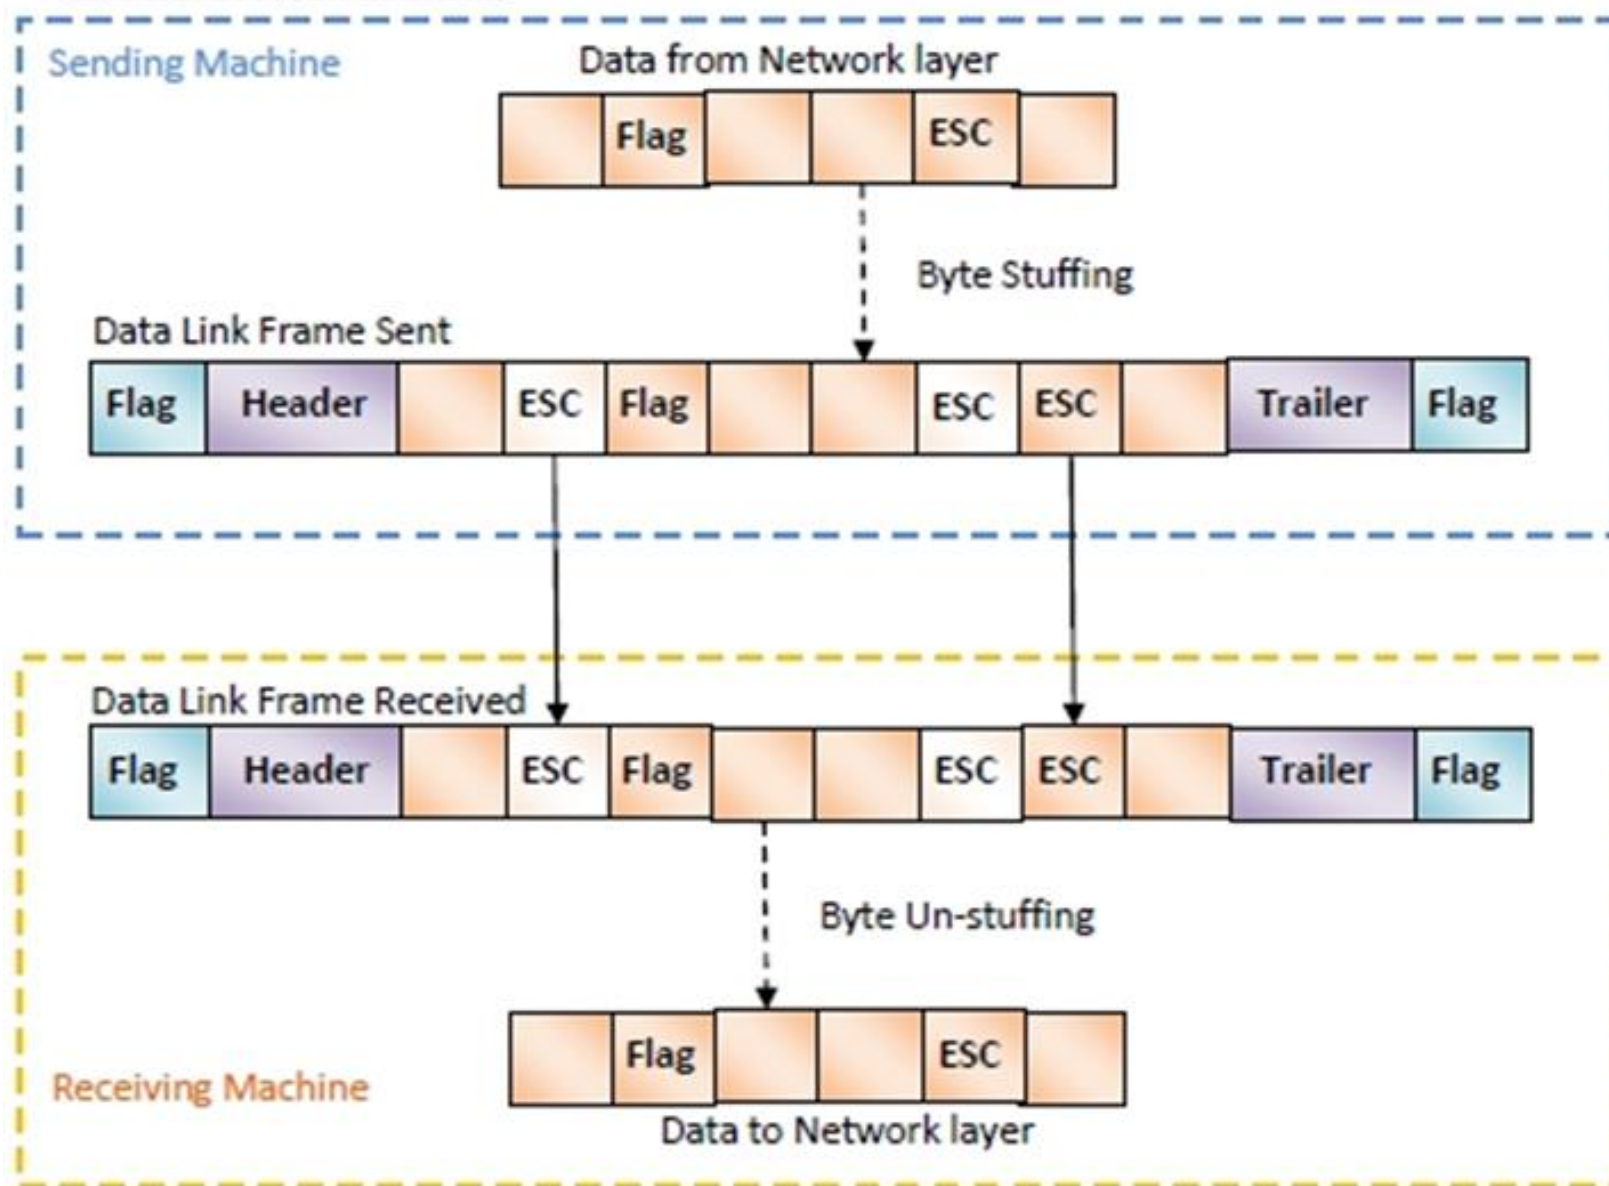 Sending Machine
Data from Network layer
Flag ESC
Byte Stuffing
Data Link Frame Sent
Flag Header ESC Flag ESC ESC Trailer Flag
Data Link Frame Received
Flag Header ESC Flag ESC ESC Trailer Flag
Byte Un-stuffing
Flag ESC
Receiving Machine
Data to Network layer